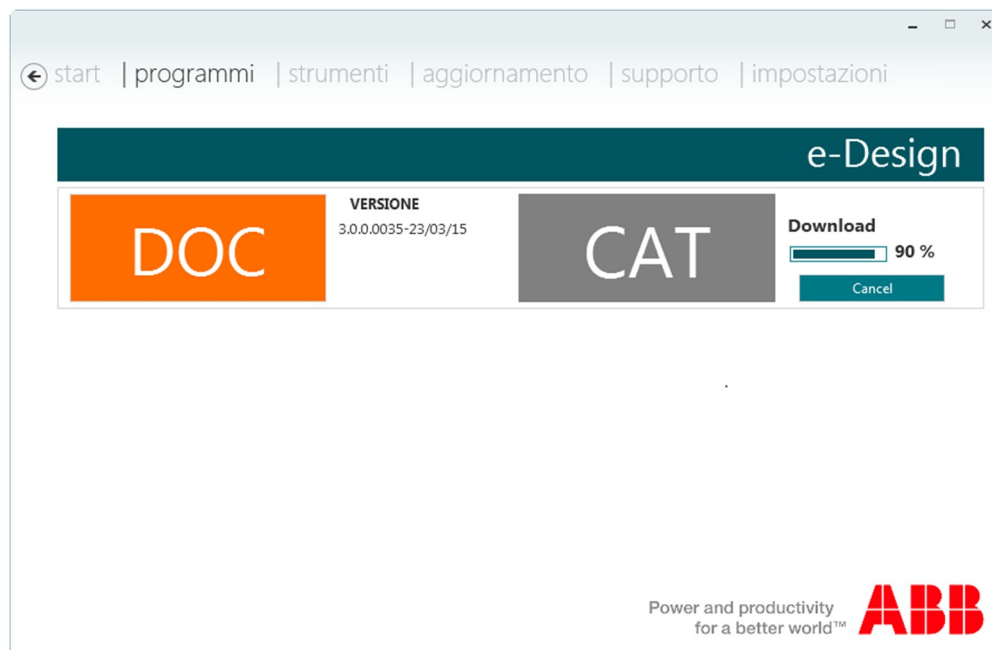 start | programmi | strumenti | aggiornamento | supporto | impostazioni
e-Design
DOC
VERSIONE
3.0.0.0035-23/03/15
CAT
Download
90 %
Cancel
Power and productivity
for a better world™
ABB